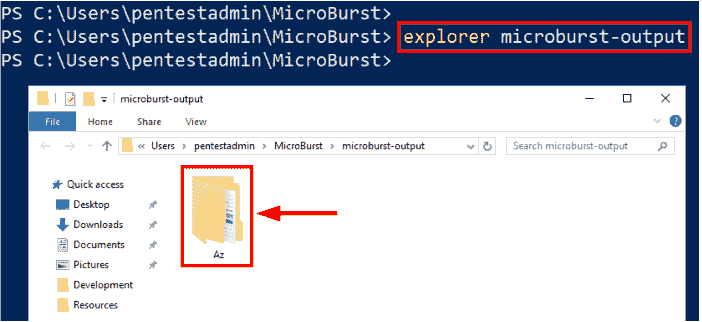 PS C:\Users\pentestadmin\MicroBurst>
PS C:\Users\pentestadmin\MicroBurst> explorer microburst-output
PS C:\Users\pentestadmin\MicroBurst>
microburst-output
File Home Share View
« Users > pentestadmin > MicroBurst > microburst-output
Search microburst-output
Quick access
Desktop
Downloads
Documents
Pictures
Development
Resources
Az